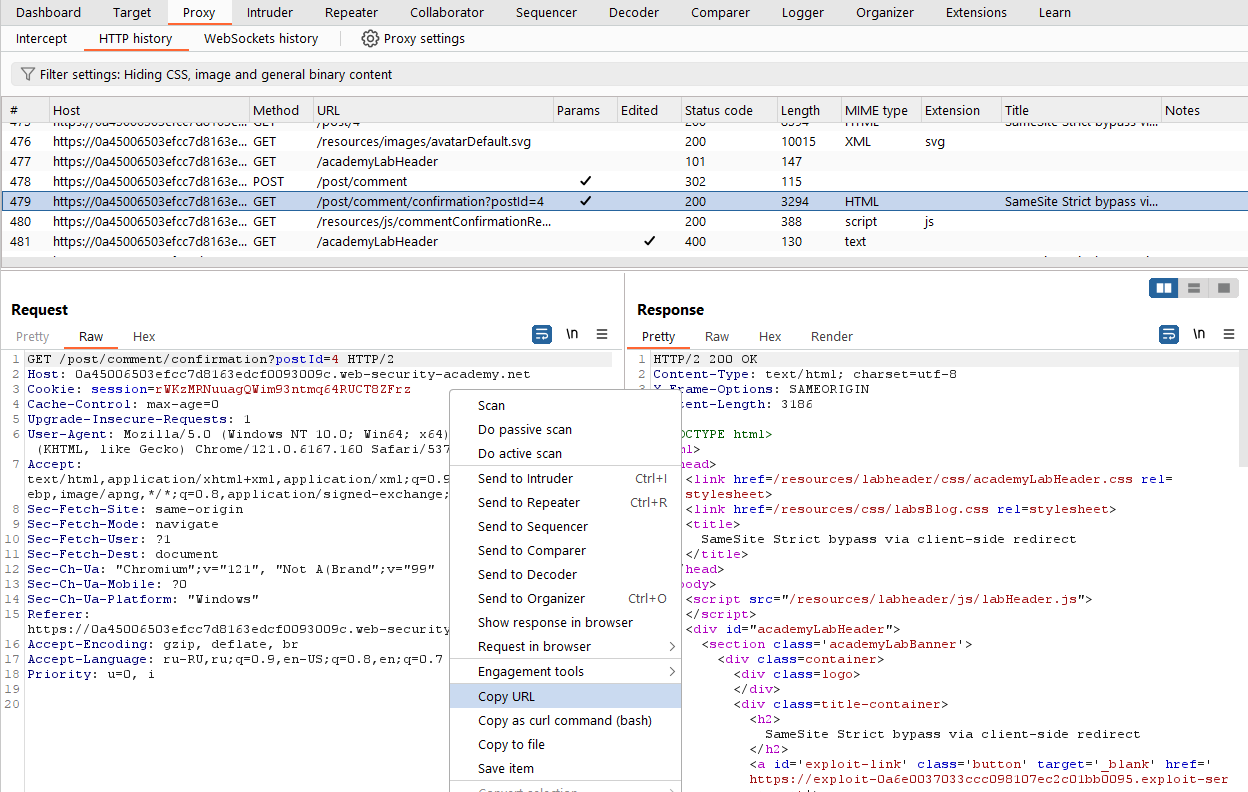 Dashboard Target Proxy Intruder Repeater Collaborator Sequencer Decoder Comparer Logger Organizer Extensions Learn
Intercept HTTP history WebSockets history Proxy settings
Filter settings: Hiding CSS, image and general binary content
# Host Method URL Params Edited Status code Length MIME type Extension Title Notes
475 https://0a45006503efcc7d8163e... GET /post/4 200 HTML SameSite Strict bypass vi...
476 https://0a45006503efcc7d8163e... GET /resources/images/avatarDefault.svg 200 10015 XML svg
477 https://0a45006503efcc7d8163e... GET /academyLabHeader 101 147
478 https://0a45006503efcc7d8163e... POST /post/comment ✓ 302 115
479 https://0a45006503efcc7d8163e... GET /post/comment/confirmation?postId=4 ✓ 200 3294 HTML SameSite Strict bypass vi...
480 https://0a45006503efcc7d8163e... GET /resources/js/commentConfirmationRe... 200 388 script js
481 https://0a45006503efcc7d8163e... GET /academyLabHeader ✓ 400 130 text
Request
Pretty Raw Hex \n
1 GET /post/comment/confirmation?postId=4 HTTP/2
2 Host: 0a45006503efcc7d8163edcf0093009c.web-security-academy.net
3 Cookie: session=rWKzMRNuuagQWim93ntmq64RUCT8ZFrz
4 Cache-Control: max-age=0
5 Upgrade-Insecure-Requests: 1
6 User-Agent: Mozilla/5.0 (Windows NT 10.0; Win64; x64)
(KHTML, like Gecko) Chrome/121.0.6167.160 Safari/537
7 Accept:
text/html,application/xhtml+xml,application/xml;q=0.9
ebp,image/apng,*/*;q=0.8,application/signed-exchange;
8 Sec-Fetch-Site: same-origin
9 Sec-Fetch-Mode: navigate
10 Sec-Fetch-User: ?1
11 Sec-Fetch-Dest: document
12 Sec-Ch-Ua: "Chromium";v="121", "Not A(Brand";v="99"
13 Sec-Ch-Ua-Mobile: ?0
14 Sec-Ch-Ua-Platform: "Windows"
15 Referer:
https://0a45006503efcc7d8163edcf0093009c.web-security
16 Accept-Encoding: gzip, deflate, br
17 Accept-Language: ru-RU,ru;q=0.9,en-US;q=0.8,en;q=0.7
18 Priority: u=0, i
19
20
Scan
Do passive scan
Do active scan
Send to Intruder Ctrl+I
Send to Repeater Ctrl+R
Send to Sequencer
Send to Comparer
Send to Decoder
Send to Organizer Ctrl+O
Show response in browser
Request in browser
Engagement tools
Copy URL
Copy as curl command (bash)
Copy to file
Save item
Convert selection
Response
Pretty Raw Hex Render \n
1 HTTP/2 200 OK
2 Content-Type: text/html; charset=utf-8
3 X-Frame-Options: SAMEORIGIN
tent-Length: 3186
OCTYPE html>
ml>
head>
<link href=/resources/labheader/css/academyLabHeader.css rel=
stylesheet>
<link href=/resources/css/labsBlog.css rel=stylesheet>
<title>
SameSite Strict bypass via client-side redirect
</title>
/head>
body>
<script src="/resources/labheader/js/labHeader.js">
</script>
<div id="academyLabHeader">
<section class='academyLabBanner'>
<div class=container>
<div class=logo>
</div>
<div class=title-container>
<h2>
SameSite Strict bypass via client-side redirect
</h2>
<a id='exploit-link' class='button' target='_blank' href='
https://exploit-0a6e0037033ccc098107ec2c01bb0095.exploit-ser